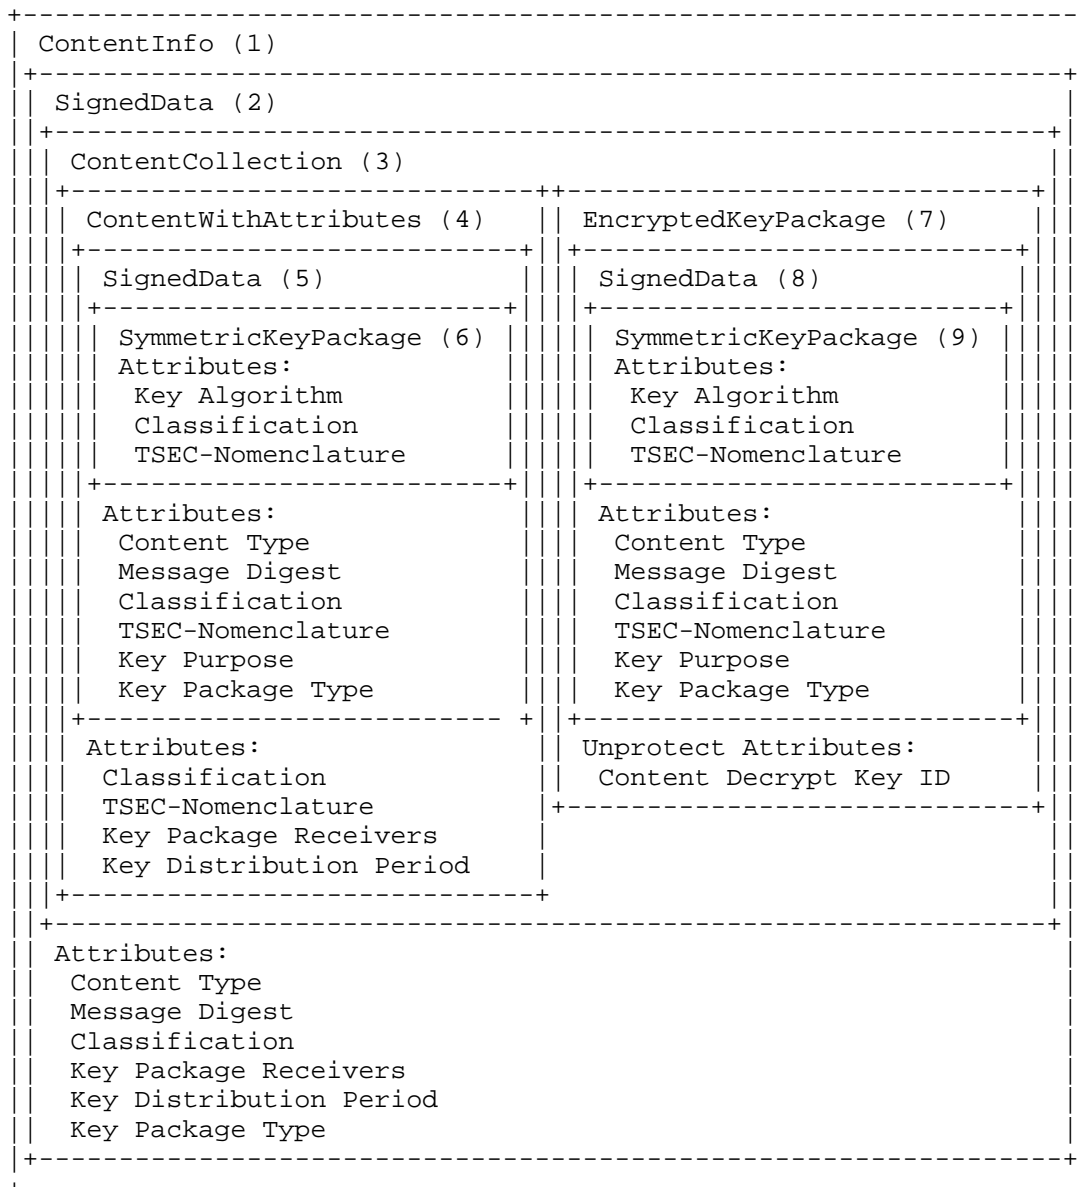 ContentInfo (1)
SignedData (2)
ContentCollection (3)
ContentWithAttributes (4) EncryptedKeyPackage (7)
SignedData (5) SignedData (8)
SymmetricKeyPackage (6) SymmetricKeyPackage (9)
Attributes: Attributes:
Key Algorithm Key Algorithm
Classification Classification
TSEC-Nomenclature TSEC-Nomenclature
Attributes: Attributes:
Content Type Content Type
Message Digest Message Digest
Classification Classification
TSEC-Nomenclature TSEC-Nomenclature
Key Purpose Key Purpose
Key Package Type Key Package Type
Attributes: Unprotect Attributes:
Classification Content Decrypt Key ID
TSEC-Nomenclature
Key Package Receivers
Key Distribution Period
Attributes:
Content Type
Message Digest
Classification
Key Package Receivers
Key Distribution Period
Key Package Type